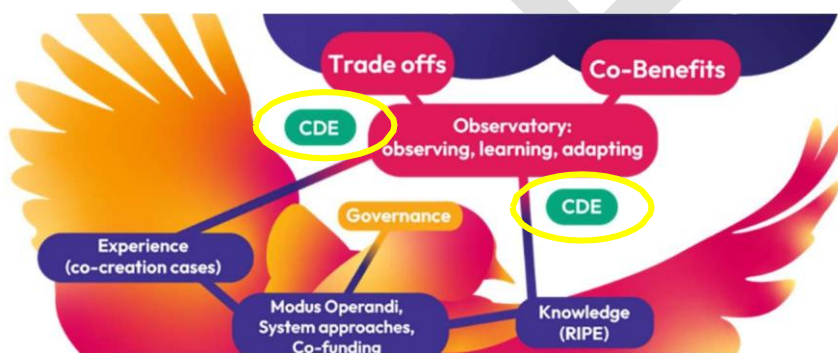 Trade offs
Co-Benefits
CDE
Observatory:
observing, learning, adapting
CDE
Governance
Experience
(co-creation cases)
Modus Operandi,
System approaches,
Co-funding
Knowledge
(RIPE)